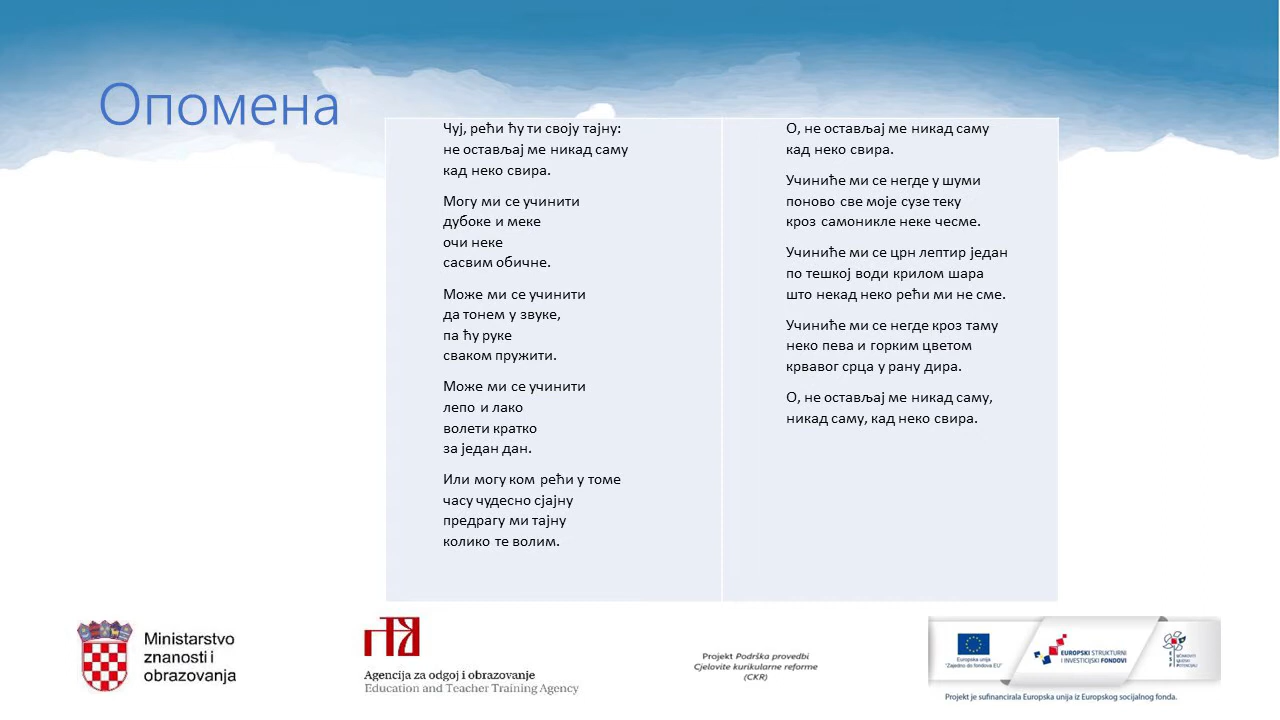 Опомена
Чуј, рећи ћу ти своју тајну:
не остављај ме никад саму
кад неко свира.
Могу ми се учинити
дубоке и меке
очи неке
сасвим обичне.
Може ми се учинити
да тонем у звуке,
па ћу руке
сваком пружити.
Може ми се учинити
лепо и лако
волети кратко
за један дан.
Или могу ком рећи у томе
часу чудесно сјајну
предрагу ми тајну
колико те волим.
О, не остављај ме никад саму
кад неко свира.
Учиниће ми се негде у шуми
поново све моје сузе теку
кроз самоникле неке чесме.
Учиниће ми се црн лептир један
по тешкој води крилом шара
што некад неко рећи ми не сме.
Учиниће ми се негде кроз таму
неко пева и горким цветом
крвавог срца у рану дира.
О, не остављај ме никад саму,
никад саму, кад неко свира.
Ministarstvo
znanosti i
obrazovanja
Agencija za odgoj i obrazovanje
Education and Teacher Training Agency
Projekt Podrška provedbi
Cjelovite kurikularne reforme
(CKR)
Europska unija
"Zajedno do fondova EU"
EUROPSKI STRUKTURNI
I INVESTICIJSKI FONDOVI
Projekt je sufinancirala Europska unija iz Europskog socijalnog fonda.